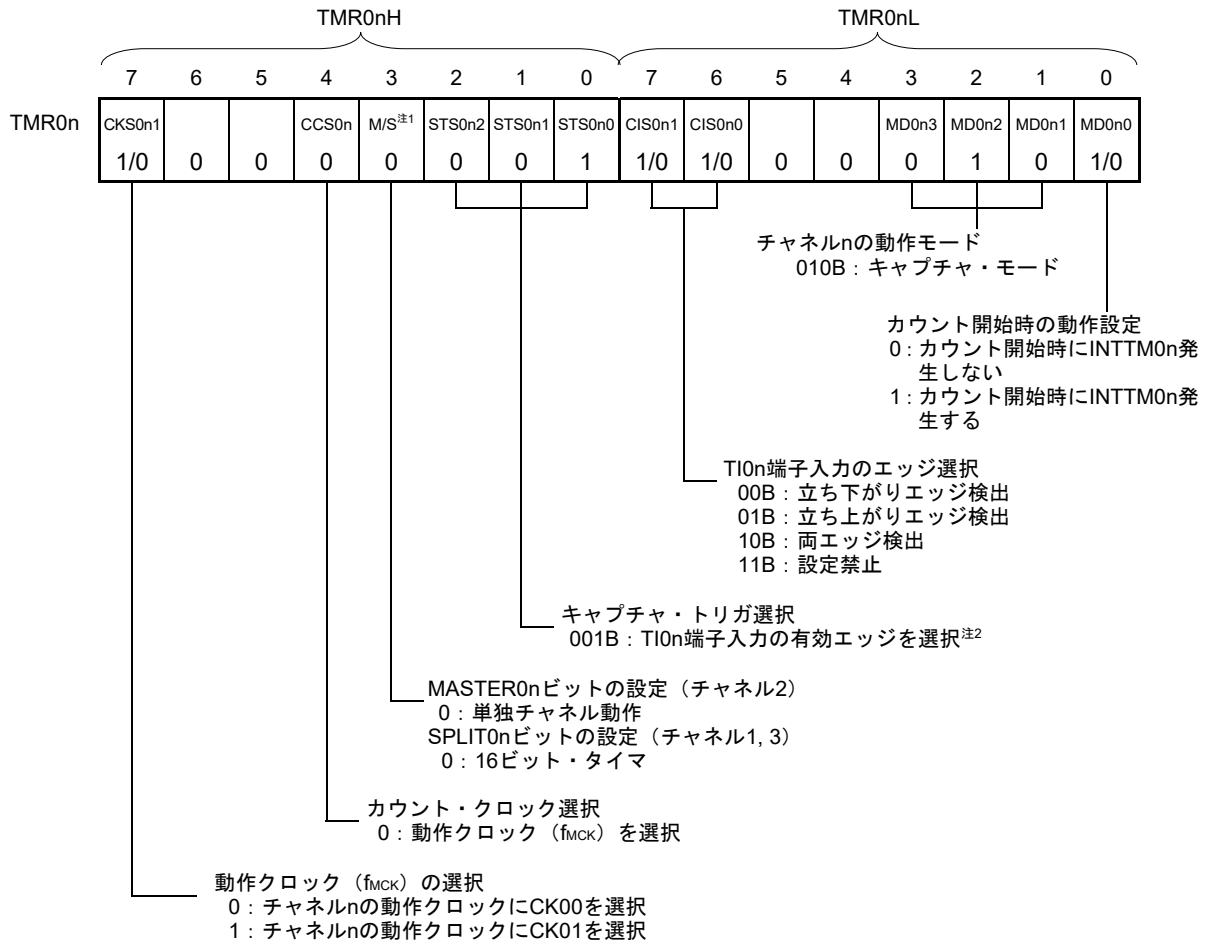 TMR0nH TMR0nL
7 6 5 4 3 2 1 0 7 6 5 4 3 2 1 0
TMR0n
CKS0n1 CCS0n M/S注1 STS0n2 STS0n1 STS0n0 CIS0n1 CIS0n0 MD0n3 MD0n2 MD0n1 MD0n0
1/0 0 0 0 0 0 0 1 1/0 1/0 0 0 0 1 0 1/0
チャネルnの動作モード
010B：キャプチャ・モード
カウント開始時の動作設定
0：カウント開始時にINTTM0n発
生しない
1：カウント開始時にINTTM0n発
生する
TI0n端子入力のエッジ選択
00B：立ち下がりエッジ検出
01B：立ち上がりエッジ検出
10B：両エッジ検出
11B：設定禁止
キャプチャ・トリガ選択
001B：TI0n端子入力の有効エッジを選択注2
MASTER0nビットの設定（チャネル2）
0：単独チャネル動作
SPLIT0nビットの設定（チャネル1, 3）
0：16ビット・タイマ
カウント・クロック選択
0：動作クロック（fMCK）を選択
動作クロック（fMCK）の選択
0：チャネルnの動作クロックにCK00を選択
1：チャネルnの動作クロックにCK01を選択